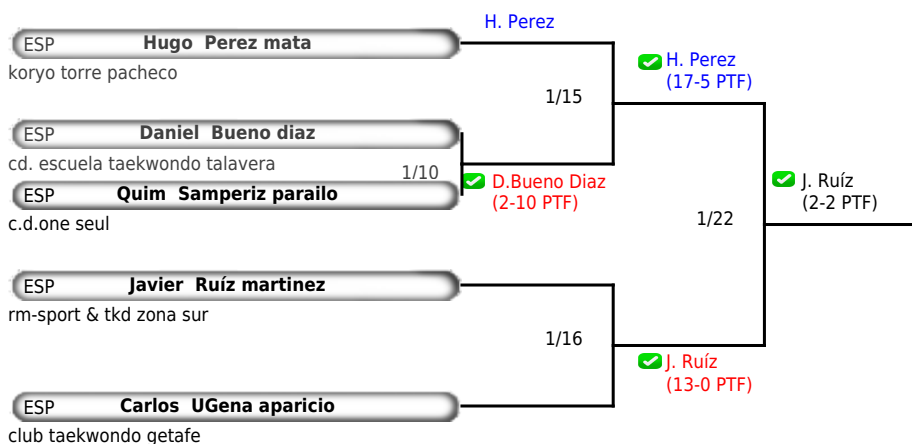 H. Perez
ESP Hugo Perez mata
koryo torre pacheco
H. Perez
(17-5 PTF)
1/15
ESP Daniel Bueno diaz
cd. escuela taekwondo talavera
1/10
D.Bueno Diaz
(2-10 PTF)
J. Ruíz
(2-2 PTF)
ESP Quim Samperiz parailo
c.d.one seul
1/22
ESP Javier Ruíz martinez
rm-sport & tkd zona sur
1/16
J. Ruíz
(13-0 PTF)
ESP Carlos UGena aparicio
club taekwondo getafe